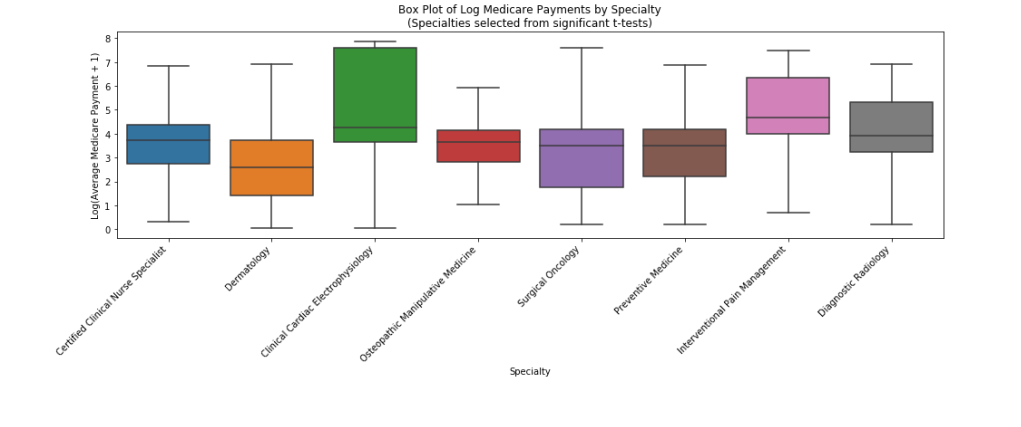 Box Plot of Log Medicare Payments by Specialty
(Specialties selected from significant t-tests)
Log(Average Medicare Payment + 1)
8
7
6
5
4
3
2
1
0
Certified Clinical Nurse Specialist
Dermatology
Clinical Cardiac Electrophysiology
Osteopathic Manipulative Medicine
Surgical Oncology
Preventive Medicine
Interventional Pain Management
Diagnostic Radiology
Specialty